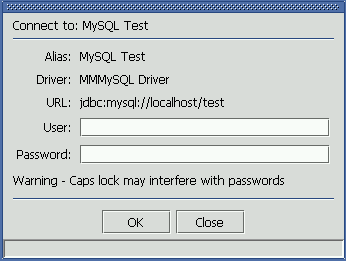 Connect to: MySQL Test
Alias: MySQL Test
Driver: MMMySQL Driver
URL: jdbc:mysql://localhost/test
User:
Password:
Warning - Caps lock may interfere with passwords
OK Close